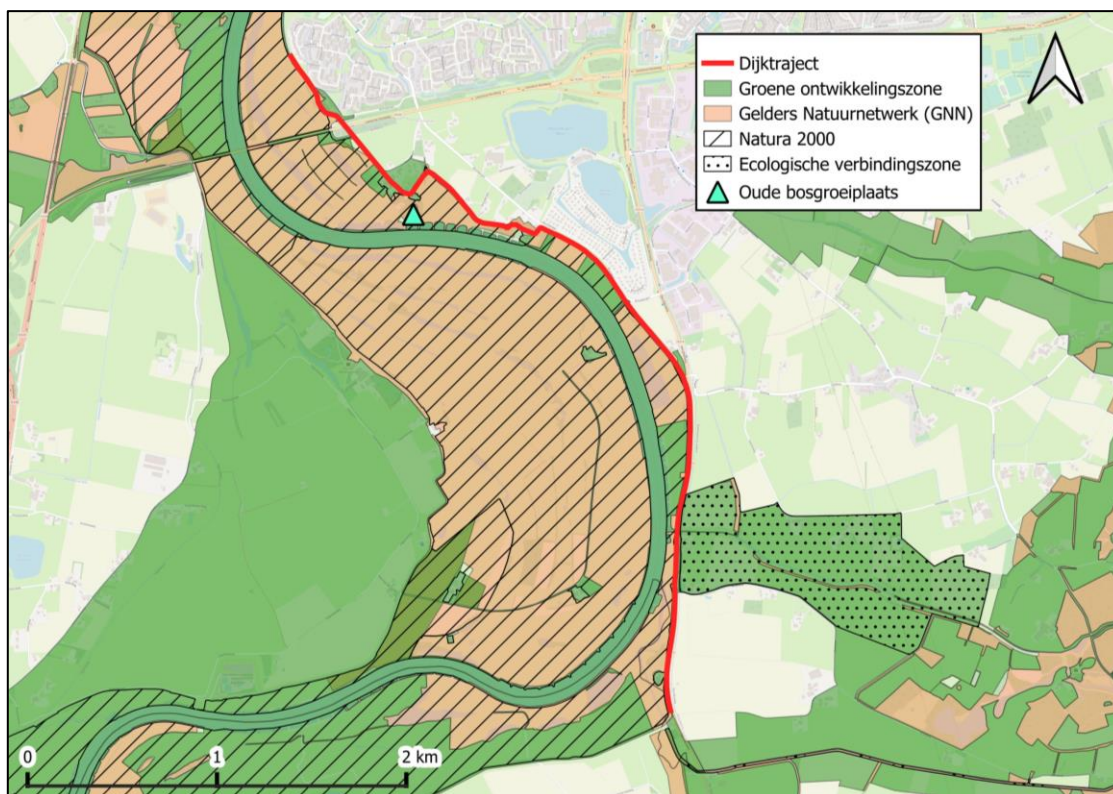 Dijktraject
Groene ontwikkelingszone
Gelders Natuurnetwerk (GNN)
Natura 2000
Ecologische verbindingszone
Oude bosgroeiplaats
0
1
2 km